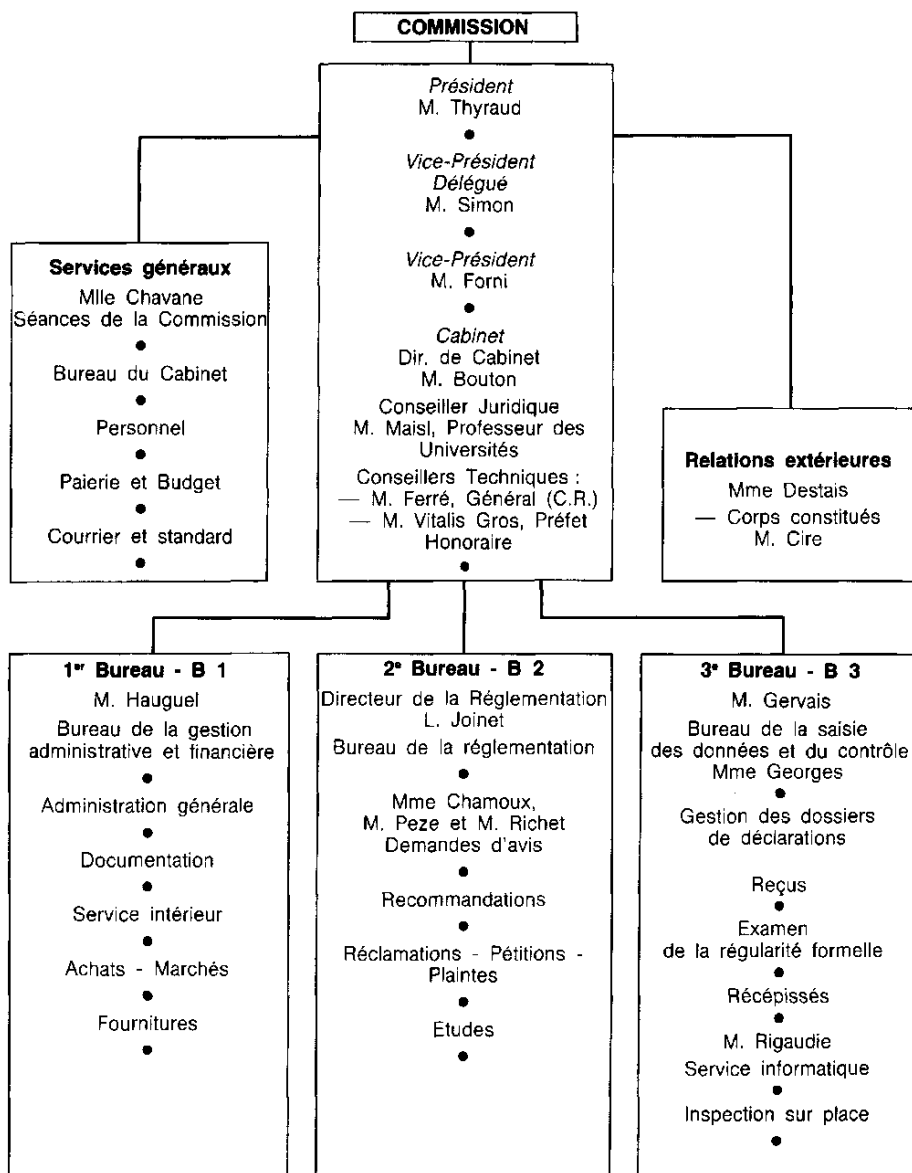 COMMISSION
Président
M. Thyraud
Vice-Président
Délégué
M. Simon
Vice-Président
M. Forni
Cabinet
Dir. de Cabinet
M. Bouton
Conseiller Juridique
M. Maisl, Professeur des
Universités
Conseillers Techniques :
— M. Ferré, Général (C.R.)
— M. Vitalis Gros, Préfet
Honoraire
Services généraux
Mlle Chavane
Séances de la Commission
Bureau du Cabinet
Personnel
Paierie et Budget
Courrier et standard
Relations extérieures
Mme Destais
— Corps constitués
M. Cire
1er Bureau - B 1
M. Hauguel
Bureau de la gestion
administrative et financière
Administration générale
Documentation
Service intérieur
Achats - Marchés
Fournitures
2e Bureau - B 2
Directeur de la Réglementation
L. Joinet
Bureau de la réglementation
Mme Chamoux,
M. Peze et M. Richet
Demandes d'avis
Recommandations
Réclamations - Pétitions -
Plaintes
Etudes
3e Bureau - B 3
M. Gervais
Bureau de la saisie
des données et du contrôle
Mme Georges
Gestion des dossiers
de déclarations
Reçus
Examen
de la régularité formelle
Récépissés
M. Rigaudie
Service informatique
Inspection sur place